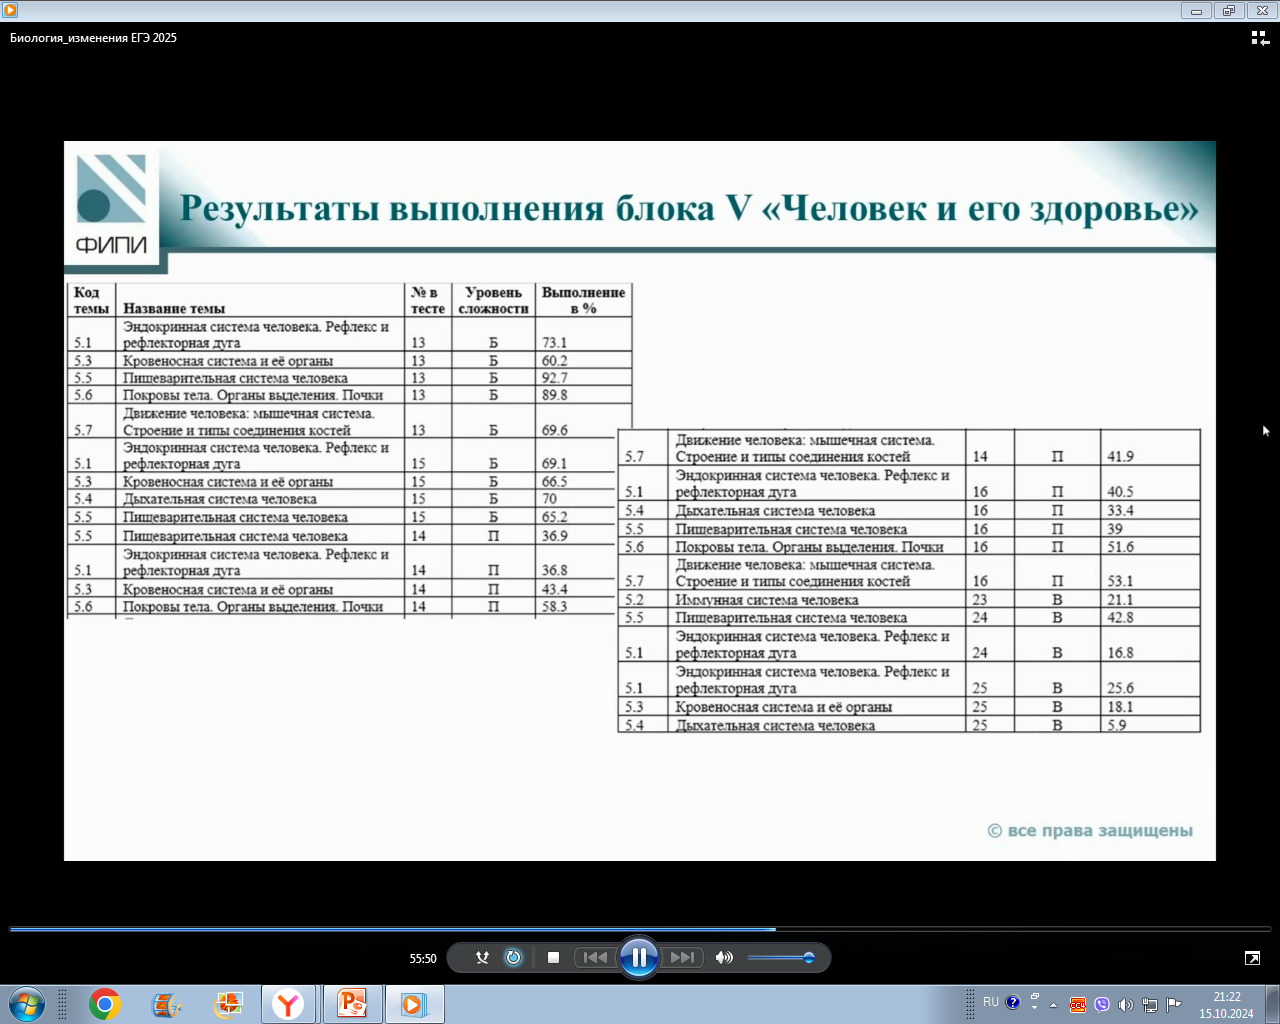 Биология_изменения ЕГЭ 2025
ФИПИ
Результаты выполнения блока V «Человек и его здоровье»
Код темы Название темы № в тесте Уровень сложности Выполнение в %
5.1 Эндокринная система человека. Рефлекс и рефлекторная дуга 13 Б 73.1
5.3 Кровеносная система и её органы 13 Б 60.2
5.5 Пищеварительная система человека 13 Б 92.7
5.6 Покровы тела. Органы выделения. Почки 13 Б 89.8
5.7 Движение человека: мышечная система. Строение и типы соединения костей 13 Б 69.6
5.1 Эндокринная система человека. Рефлекс и рефлекторная дуга 15 Б 69.1
5.3 Кровеносная система и её органы 15 Б 66.5
5.4 Дыхательная система человека 15 Б 70
5.5 Пищеварительная система человека 15 Б 65.2
5.5 Пищеварительная система человека 14 П 36.9
5.1 Эндокринная система человека. Рефлекс и рефлекторная дуга 14 П 36.8
5.3 Кровеносная система и её органы 14 П 43.4
5.6 Покровы тела. Органы выделения. Почки 14 П 58.3
5.7 Движение человека: мышечная система. Строение и типы соединения костей 14 П 41.9
5.1 Эндокринная система человека. Рефлекс и рефлекторная дуга 16 П 40.5
5.4 Дыхательная система человека 16 П 33.4
5.5 Пищеварительная система человека 16 П 39
5.6 Покровы тела. Органы выделения. Почки 16 П 51.6
5.7 Движение человека: мышечная система. Строение и типы соединения костей 16 П 53.1
5.2 Иммунная система человека 23 В 21.1
5.5 Пищеварительная система человека 24 В 42.8
5.1 Эндокринная система человека. Рефлекс и рефлекторная дуга 24 В 16.8
5.1 Эндокринная система человека. Рефлекс и рефлекторная дуга 25 В 25.6
5.3 Кровеносная система и её органы 25 В 18.1
5.4 Дыхательная система человека 25 В 5.9
© все права защищены
55:50
RU
21:22
15.10.2024